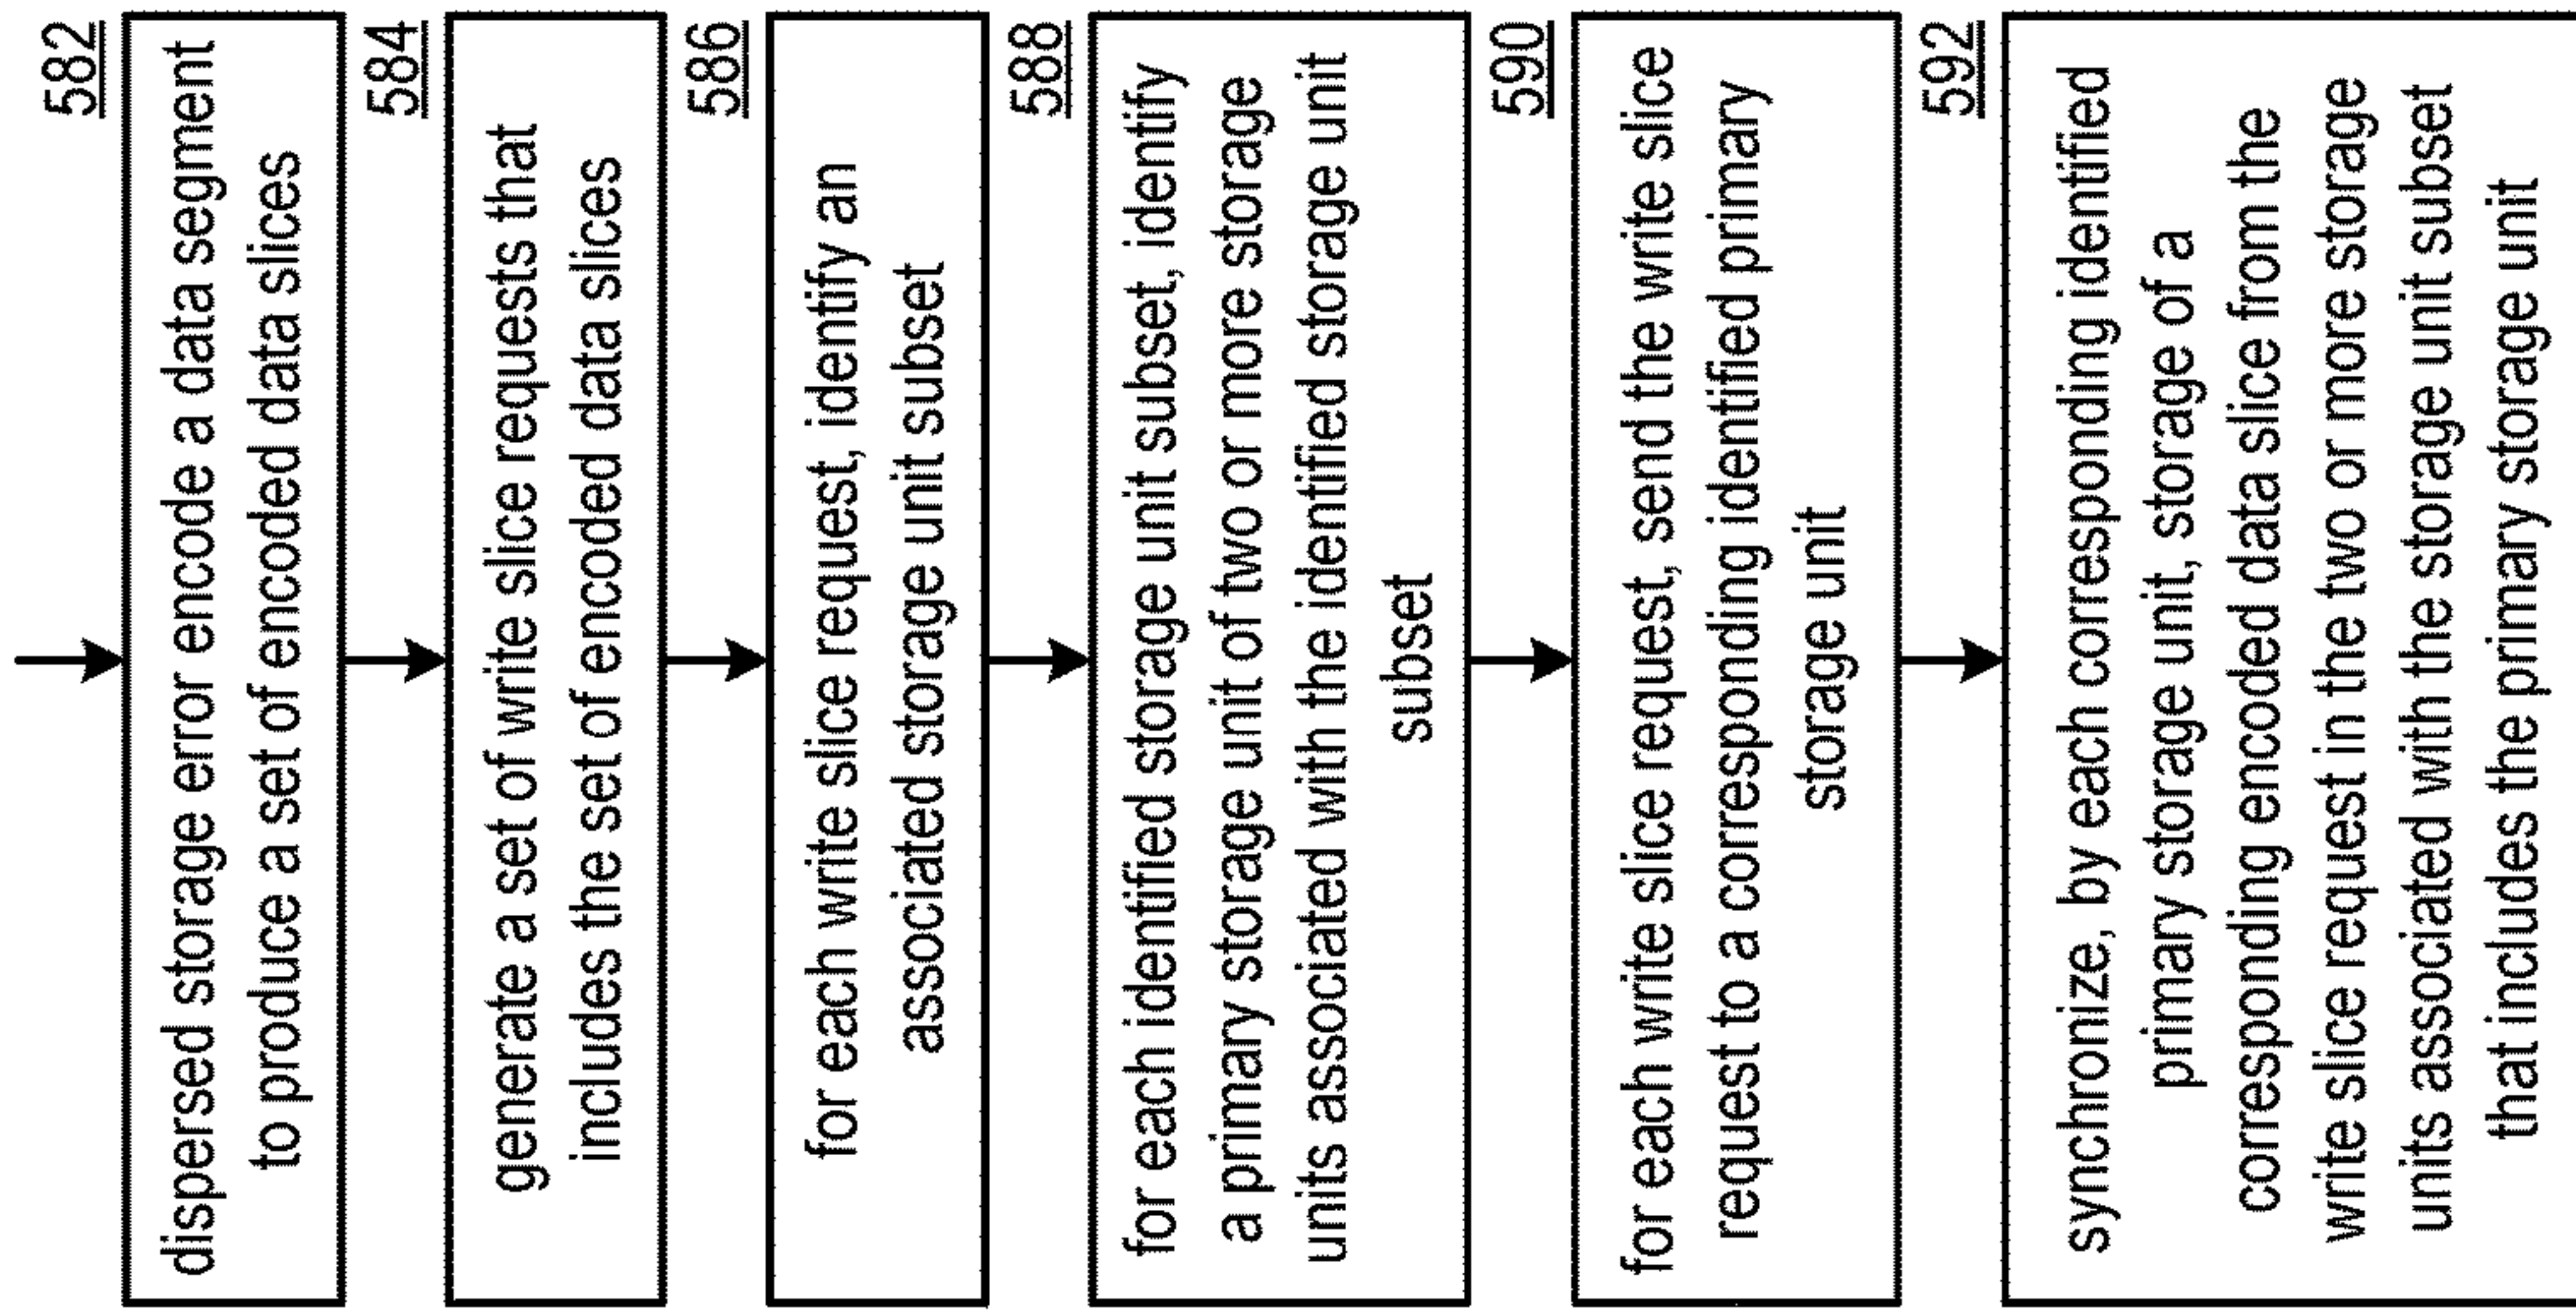 582
dispersed storage error encode a data segment
to produce a set of encoded data slices
584
generate a set of write slice requests that
includes the set of encoded data slices
586
for each write slice request, identify an
associated storage unit subset
588
for each identified storage unit subset, identify
a primary storage unit of two or more storage
units associated with the identified storage unit
subset
590
for each write slice request, send the write slice
request to a corresponding identified primary
storage unit
592
synchronize, by each corresponding identified
primary storage unit, storage of a
corresponding encoded data slice from the
write slice request in the two or more storage
units associated with the storage unit subset
that includes the primary storage unit